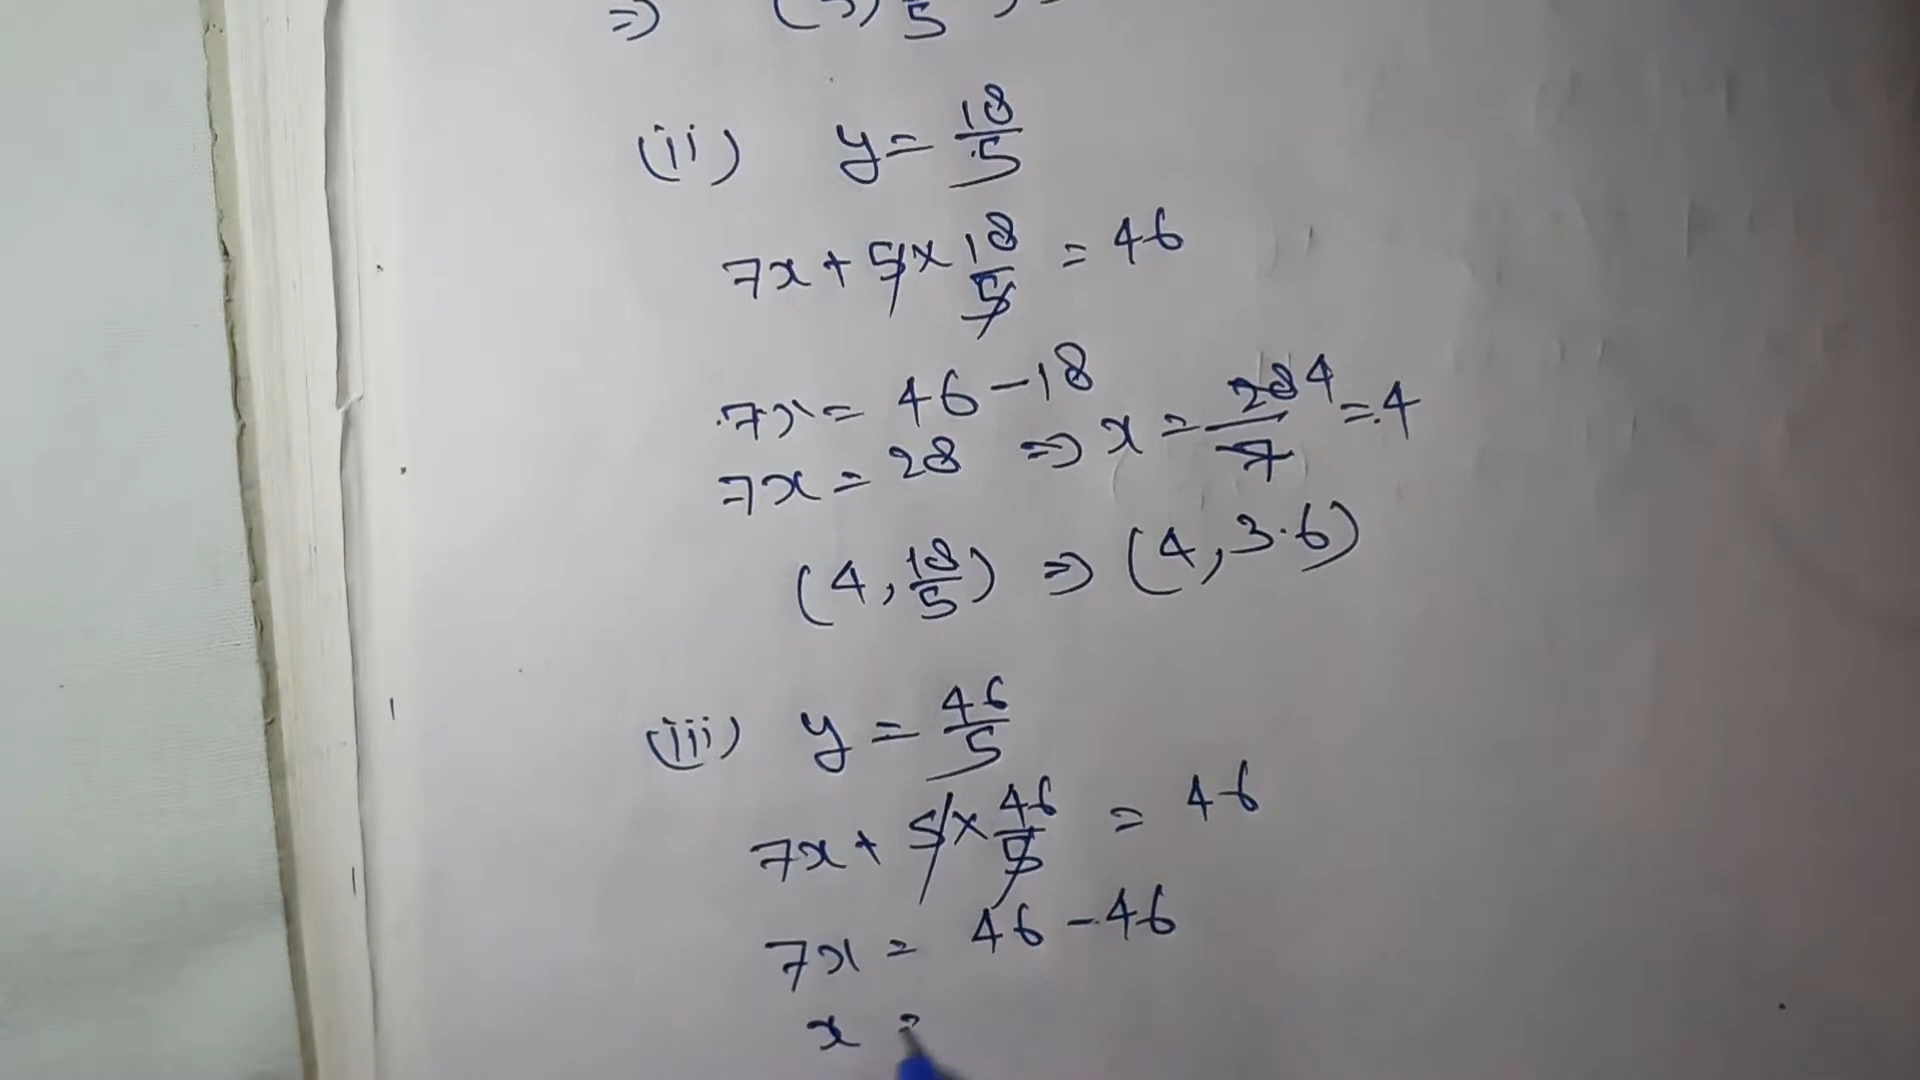 (ii) y = 18/5
7x + 5 × 18/5 = 46
7x = 46 - 18
7x = 28 ⇒ x = 28/7 4 = 4
(4, 18/5) ⇒ (4, 3.6)
(iii) y = 46/5
7x + 5 × 46/5 = 46
7x = 46 - 46
x =